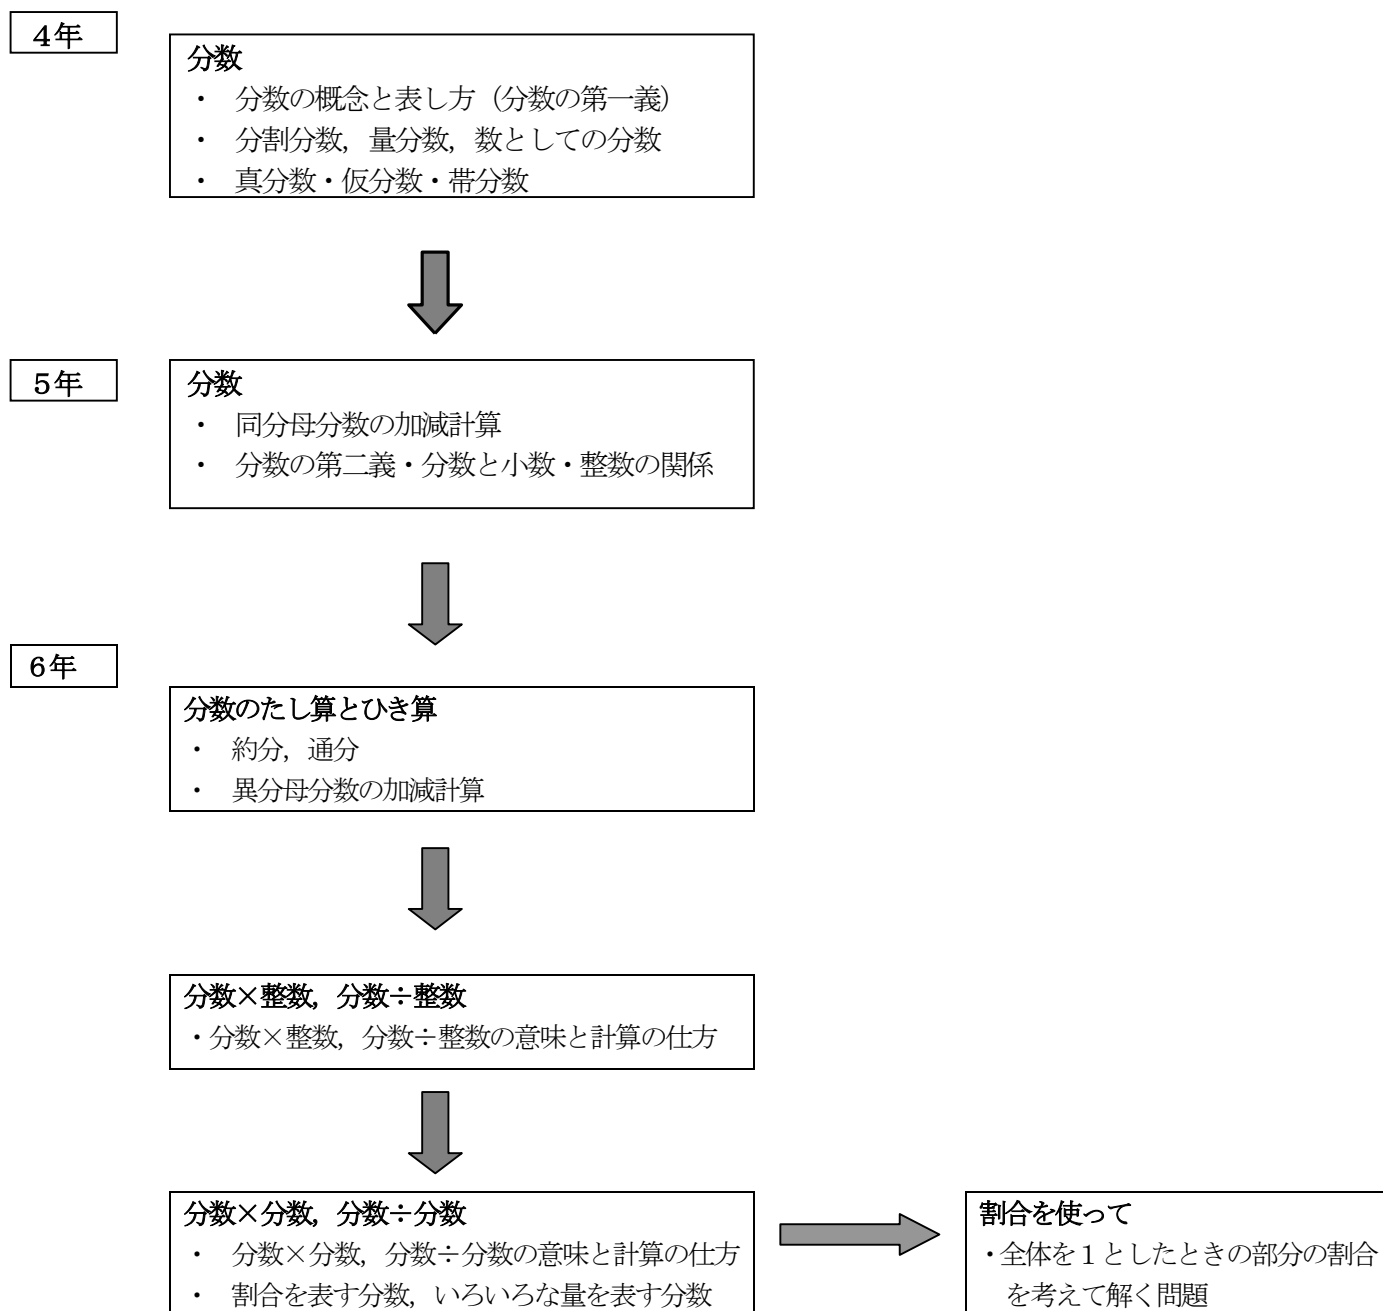 ４年
分数
・ 分数の概念と表し方（分数の第一義）
・ 分割分数，量分数，数としての分数
・ 真分数・仮分数・帯分数
５年
分数
・ 同分母分数の加減計算
・ 分数の第二義・分数と小数・整数の関係
６年
分数のたし算とひき算
・ 約分，通分
・ 異分母分数の加減計算
分数×整数，分数÷整数
・分数×整数，分数÷整数の意味と計算の仕方
分数×分数，分数÷分数
・ 分数×分数，分数÷分数の意味と計算の仕方
・ 割合を表す分数，いろいろな量を表す分数
割合を使って
・全体を１としたときの部分の割合
を考えて解く問題